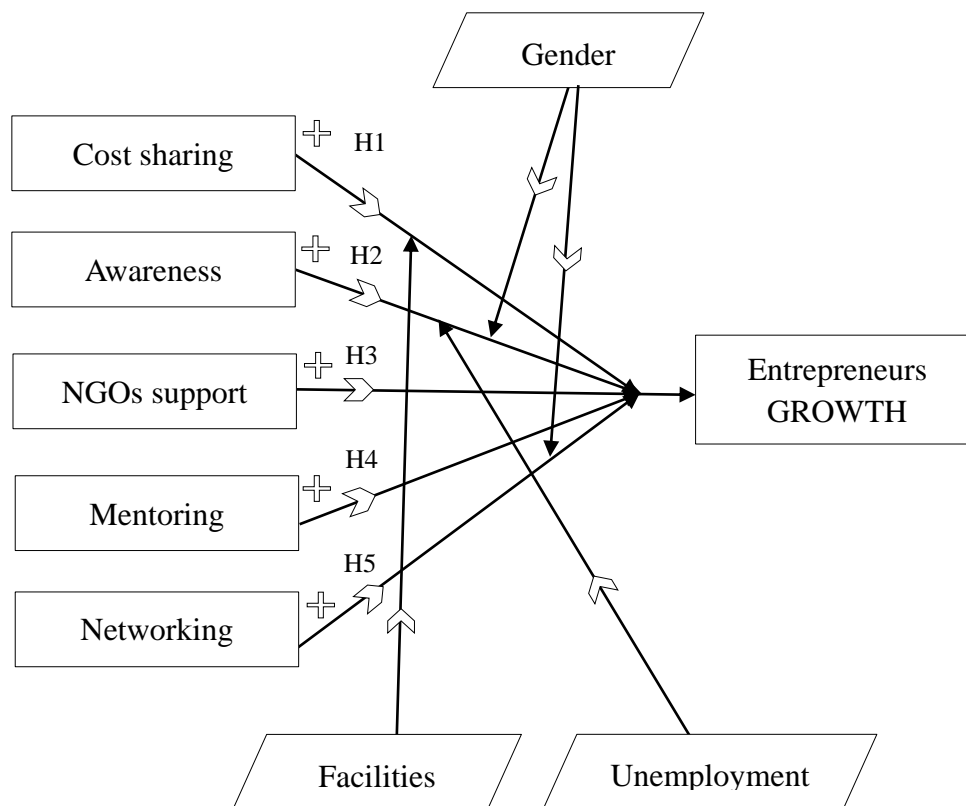 Gender
Cost sharing
H1
Awareness
H2
NGOs support
H3
Entrepreneurs
GROWTH
Mentoring
H4
Networking
H5
Facilities
Unemployment